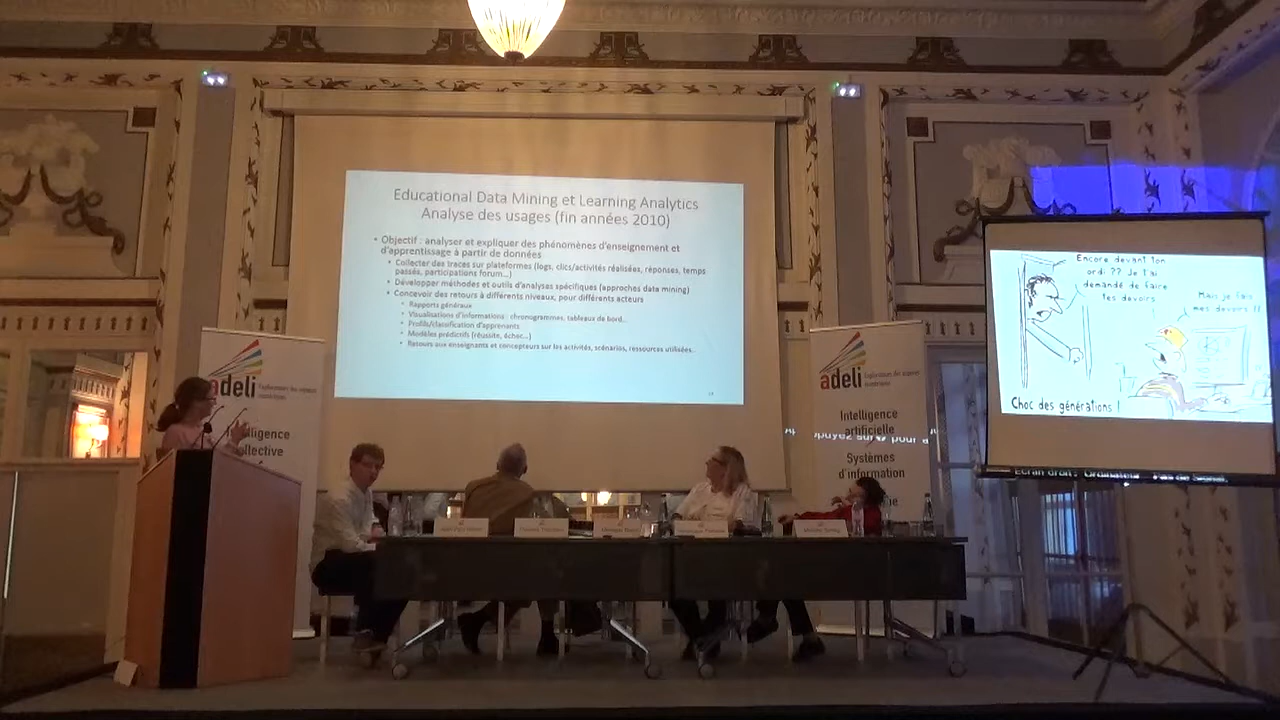 Educational Data Mining et Learning Analytics
Analyse des usages (fin années 2010)
• Objectif : analyser et expliquer des phénomènes d'enseignement et
d'apprentissage à partir de données
• Collecter des traces sur plateformes (logs, clics/activités réalisées, réponses, temps
passés, participations forum...)
• Développer méthodes et outils d'analyses spécifiques (approches data mining)
• Concevoir des retours à différents niveaux, pour différents acteurs
• Rapports généraux
• Visualisations d'informations : chronogrammes, tableaux de bord...
• Profils/classification d'apprenants
• Modèles prédictifs (réussite, échec...)
• Retours aux enseignants et concepteurs sur les activités, scénarios, ressources utilisées..
Encore devant ton
ordi ?? Je t'ai
demandé de faire
tes devoirs
Mais je fais
mes devoirs !!
Choc des générations !
Ecran droit : Ordinateur
adeli
adeli
Intelligence
artificielle
Systèmes
d'information